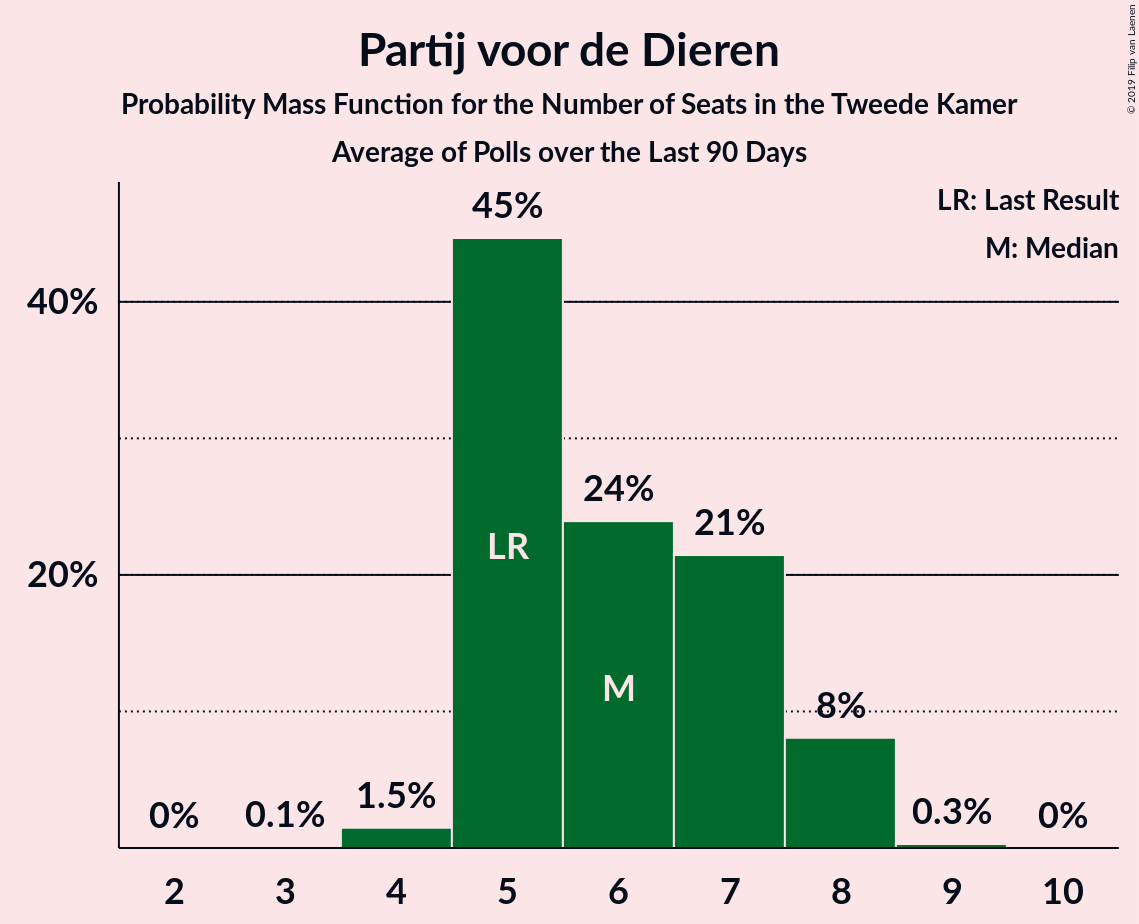 Partij voor de Dieren
Probability Mass Function for the Number of Seats in the Tweede Kamer
Average of Polls over the Last 90 Days
© 2019 Filip van Laenen
LR: Last Result
M: Median
45%
40%
24%
21%
LR
20%
M
8%
1.5%
0% 0.1% 0.3% 0%
2 3 4 5 6 7 8 9 10